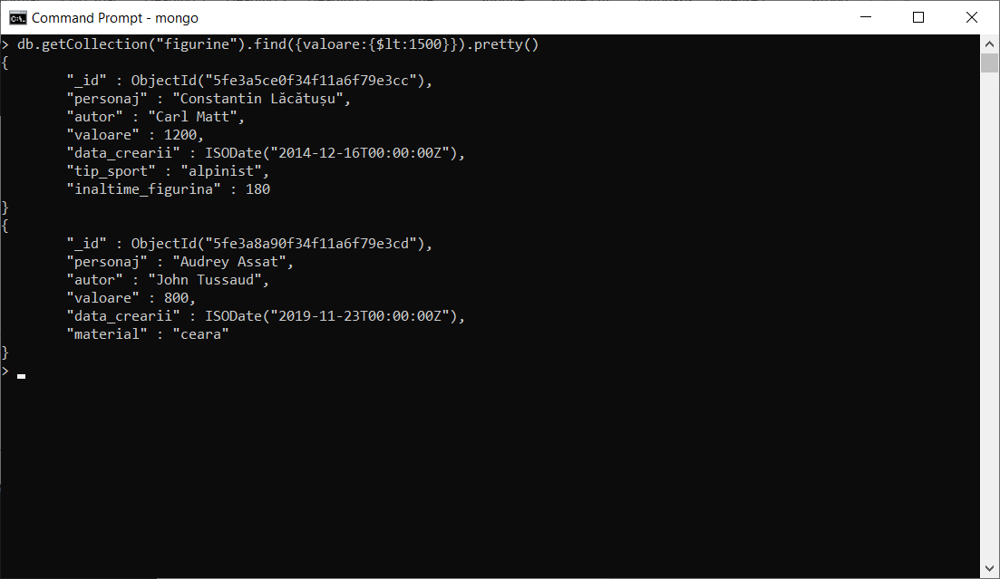 Command Prompt - mongo
> db.getCollection("figurine").find({valoare:{$lt:1500}}).pretty()
{
        "_id" : ObjectId("5fe3a5ce0f34f11a6f79e3cc"),
        "personaj" : "Constantin Lăcătușu",
        "autor" : "Carl Matt",
        "valoare" : 1200,
        "data_crearii" : ISODate("2014-12-16T00:00:00Z"),
        "tip_sport" : "alpinist",
        "inaltime_figurina" : 180
}
{
        "_id" : ObjectId("5fe3a8a90f34f11a6f79e3cd"),
        "personaj" : "Audrey Assat",
        "autor" : "John Tussaud",
        "valoare" : 800,
        "data_crearii" : ISODate("2019-11-23T00:00:00Z"),
        "material" : "ceara"
}
>